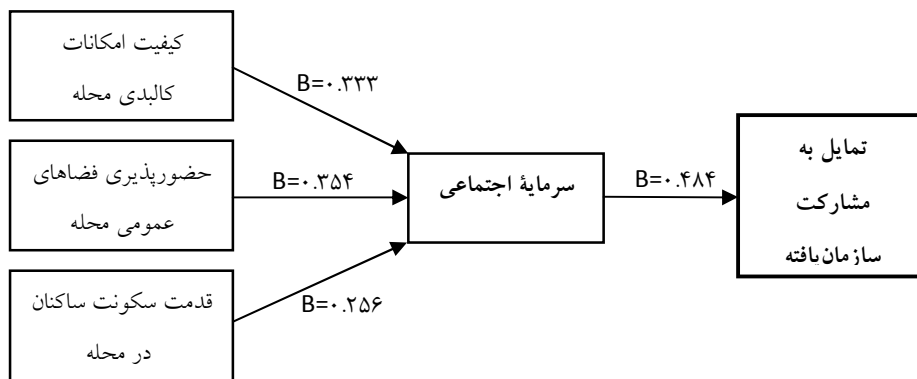 کیفیت امکانات
کالبدی محله
B=۰.۳۳۳
حضورپذیری فضاهای
عمومی محله
B=۰.۳۵۴
قدمت سکونت ساکنان
در محله
B=۰.۲۵۶
سرمایۀ اجتماعی
B=۰.۴۸۴
تمایل به
مشارکت
سازمان‌یافته